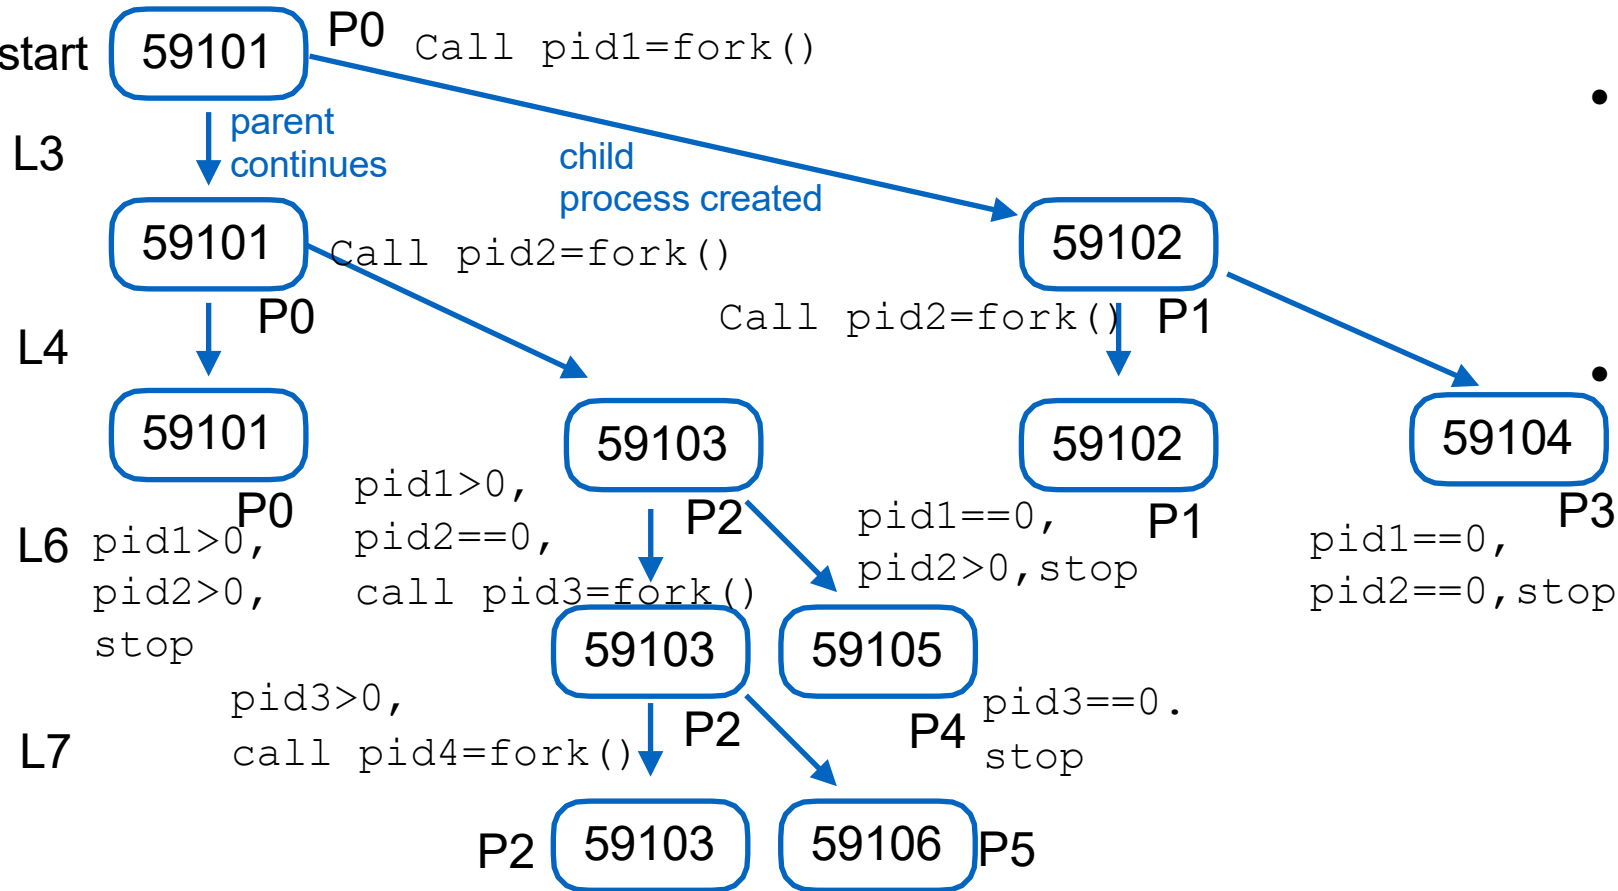 start
59101
P0
Call pid1=fork()
parent
continues
L3
child
process created
59101
Call pid2=fork()
59102
P0
Call pid2=fork()
P1
L4
59101
59103
59102
59104
P0
pid1>0,
pid2==0,
call pid3=fork()
P2
pid1==0,
pid2>0,stop
P1
P3
pid1==0,
pid2==0,stop
L6
pid1>0,
pid2>0,
stop
59103
59105
pid3>0,
call pid4=fork()
P2
P4
pid3==0.
stop
L7
P2
59103
59106
P5